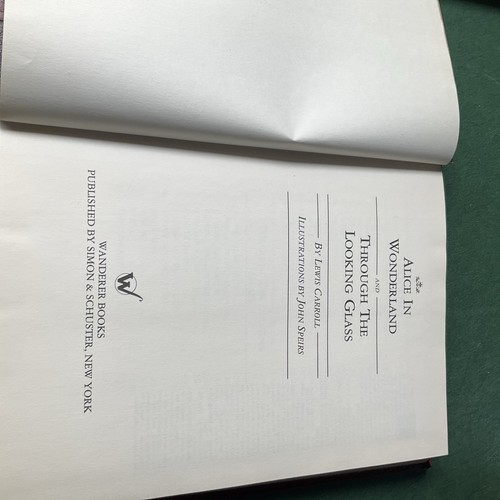 ALICE IN
WONDERLAND
AND
THROUGH THE
LOOKING GLASS
BY LEWIS CARROLL
ILLUSTRATIONS BY JOHN SPEIRS
W
WANDERER BOOKS
PUBLISHED BY SIMON & SCHUSTER, NEW YORK